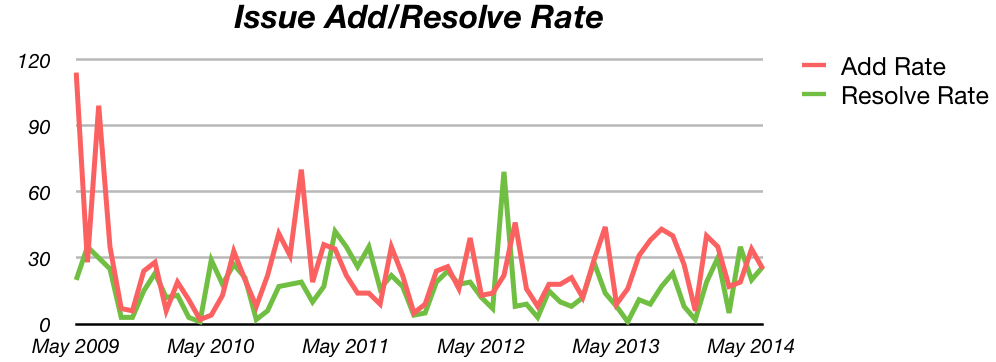 Issue Add/Resolve Rate
120
90
60
30
0
May 2009 May 2010 May 2011 May 2012 May 2013 May 2014
Add Rate
Resolve Rate